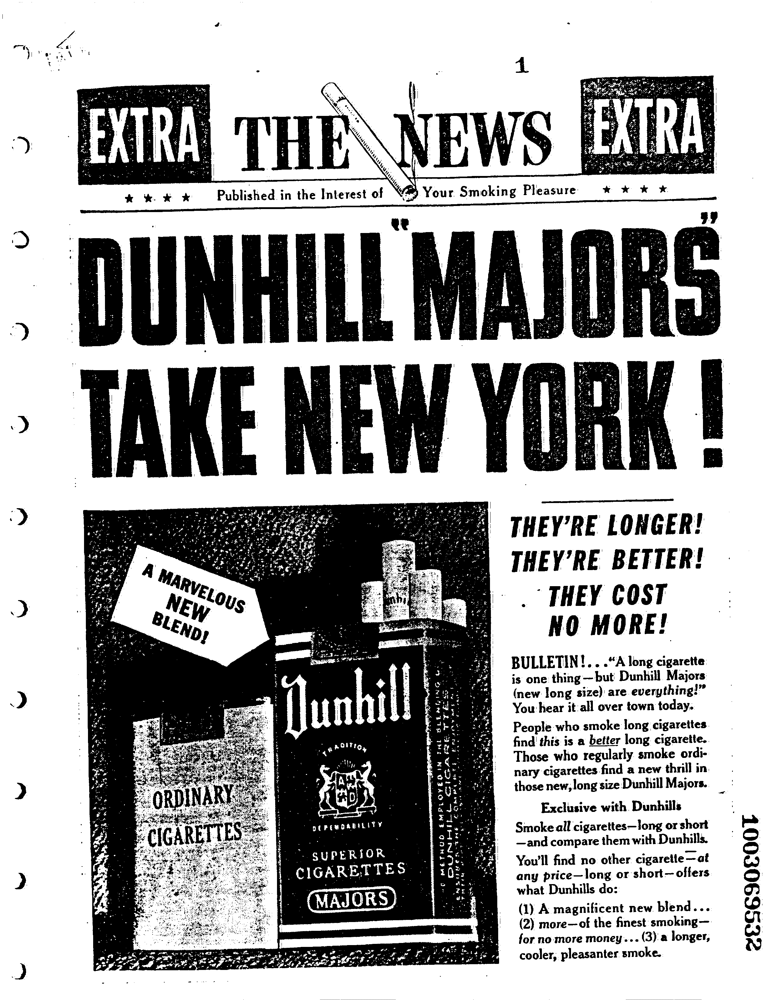 1
EXTRA
THE NEWS
EXTRA
★ ★ ★ ★ Published in the Interest of Your Smoking Pleasure ★ ★ ★ ★
DUNHILL "MAJORS"
TAKE NEW YORK!
THEY'RE LONGER!
THEY'RE BETTER!
THEY COST
NO MORE!
A MARVELOUS
NEW
BLEND!
ORDINARY
CIGARETTES
Dunhill
TRADITION
DEPENDABILITY
SUPERIOR
CIGARETTES
MAJORS
METHOD EMPLOYED
DUNHILL CIGARETTES
BULLETIN!..."A long cigarette
is one thing—but Dunhill Majors
(new long size) are everything!"
You hear it all over town today.
People who smoke long cigarettes
find this is a better long cigarette.
Those who regularly smoke ordi-
nary cigarettes find a new thrill in
those new, long size Dunhill Majors.
Exclusive with Dunhills
Smoke all cigarettes—long or short
—and compare them with Dunhills.
You'll find no other cigarette—at
any price—long or short—offers
what Dunhills do:
(1) A magnificent new blend...
(2) more—of the finest smoking—
for no more money...(3) a longer,
cooler, pleasanter smoke.
1003069532